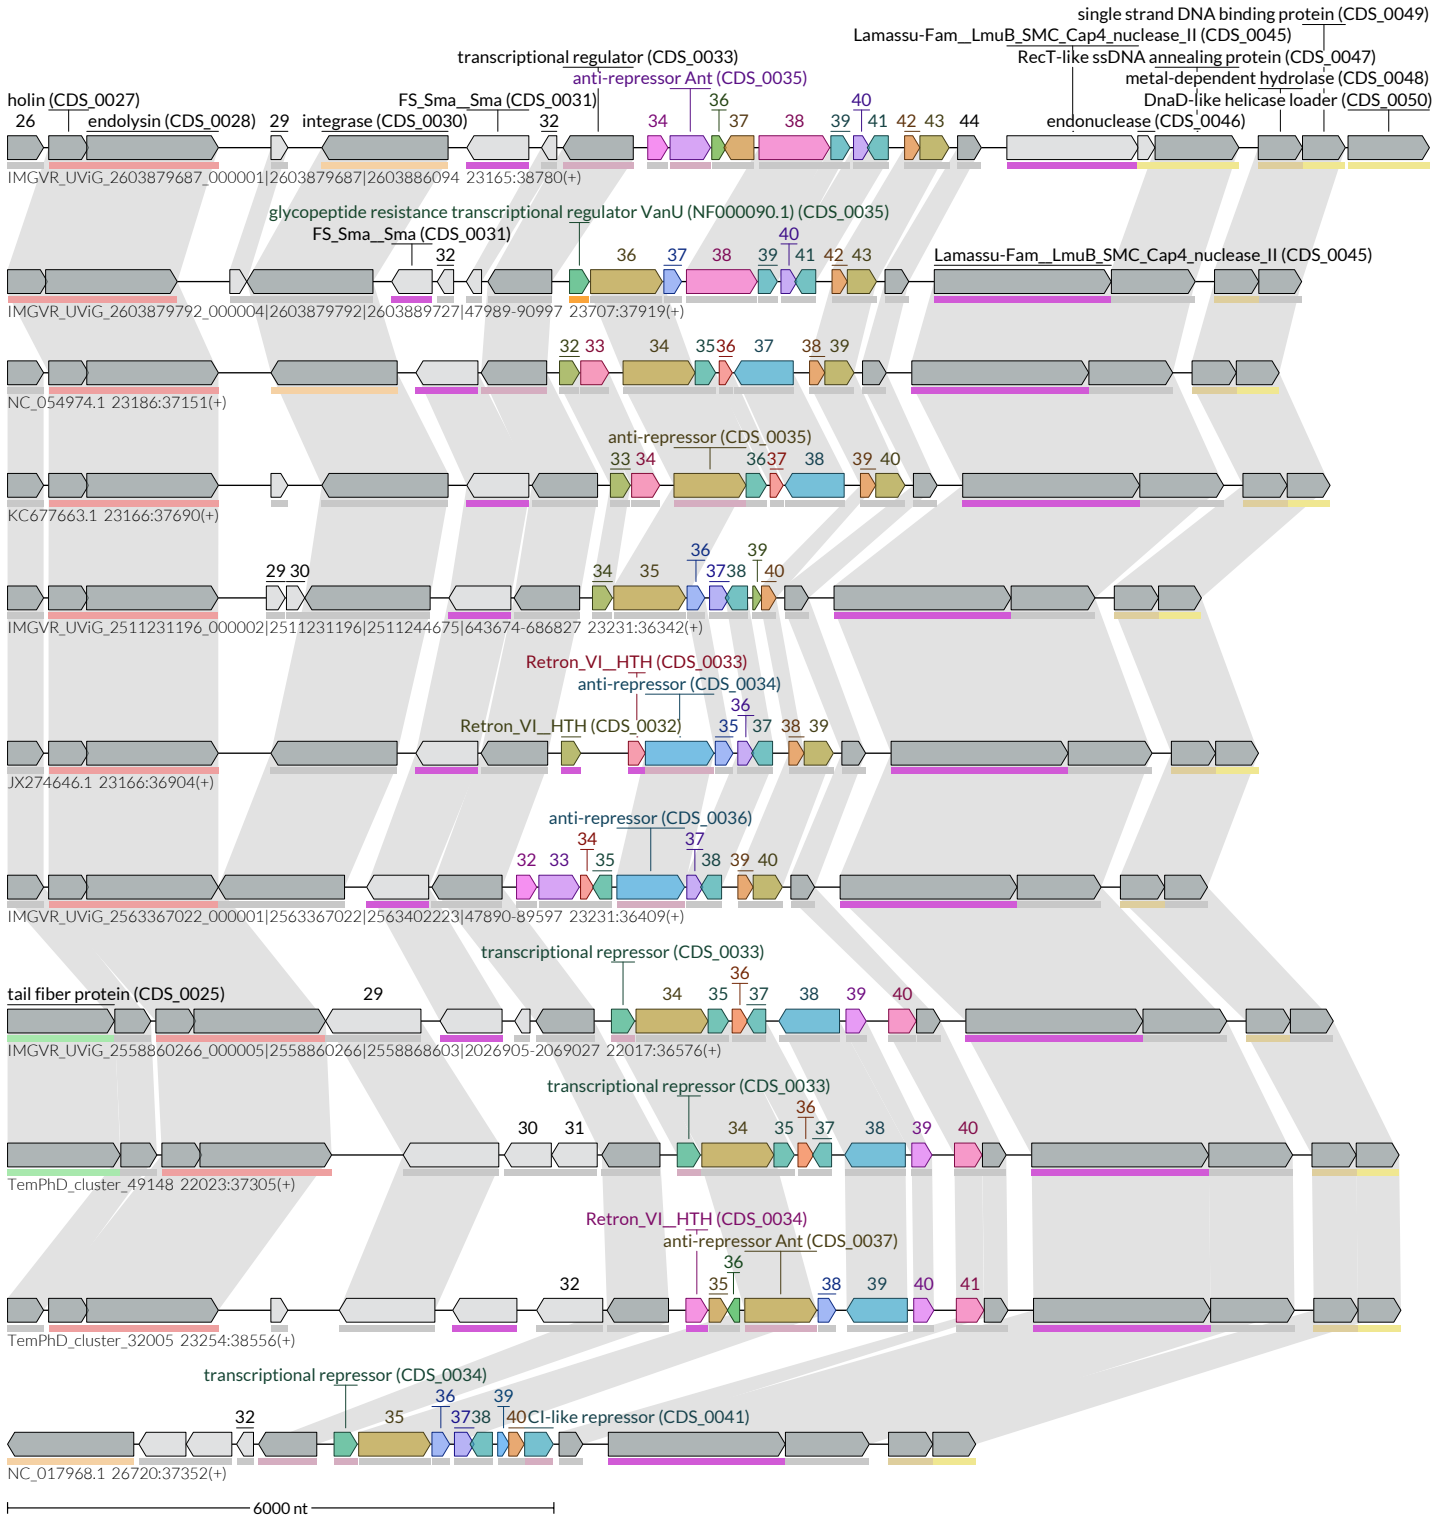 single strand DNA binding protein (CDS_0049)
Lamassu-Fam__LmuB_SMC_Cap4_nuclease_II (CDS_0045)
transcriptional regulator (CDS_0033)
RecT-like ssDNA annealing protein (CDS_0047)
anti-repressor Ant (CDS_0035)
metal-dependent hydrolase (CDS_0048)
holin (CDS_0027)
FS_Sma__Sma (CDS_0031)
36
40
DnaD-like helicase loader (CDS_0050)
26 endolysin (CDS_0028) 29 integrase (CDS_0030) 32 34 37 38 39 41 42 43 44 endonuclease (CDS_0046)
IMGVR_UViG_2603879687_000001|2603879687|2603886094 23165:38780(+)
glycopeptide resistance transcriptional regulator VanU (NF000090.1) (CDS_0035)
FS_Sma__Sma (CDS_0031) 40
32 36 37 38 39 41 42 43 Lamassu-Fam__LmuB_SMC_Cap4_nuclease_II (CDS_0045)
IMGVR_UViG_2603879792_000004|2603879792|2603889727|47989-90997 23707:37919(+)
32 33 34 35 36 37 38 39
NC_054974.1 23186:37151(+)
anti-repressor (CDS_0035)
33 34 36 37 38 39 40
KC677663.1 23166:37690(+)
36 39
29 30 34 35 37 38 40
IMGVR_UViG_2511231196_000002|2511231196|2511244675|643674-686827 23231:36342(+)
Retron_VI__HTH (CDS_0033)
anti-repressor (CDS_0034)
36
Retron_VI__HTH (CDS_0032) 35 37 38 39
JX274646.1 23166:36904(+)
anti-repressor (CDS_0036)
34 37
32 33 35 38 39 40
IMGVR_UViG_2563367022_000001|2563367022|2563402223|47890-89597 23231:36409(+)
transcriptional repressor (CDS_0033)
36
tail fiber protein (CDS_0025) 29 34 35 37 38 39 40
IMGVR_UViG_2558860266_000005|2558860266|2558868603|2026905-2069027 22017:36576(+)
transcriptional repressor (CDS_0033)
36
30 31 34 35 37 38 39 40
TemPhD_cluster_49148 22023:37305(+)
Retron_VI__HTH (CDS_0034)
anti-repressor Ant (CDS_0037)
36
32 35 38 39 40 41
TemPhD_cluster_32005 23254:38556(+)
transcriptional repressor (CDS_0034)
36 39
32 35 37 38 40 CI-like repressor (CDS_0041)
NC_017968.1 26720:37352(+)
6000 nt